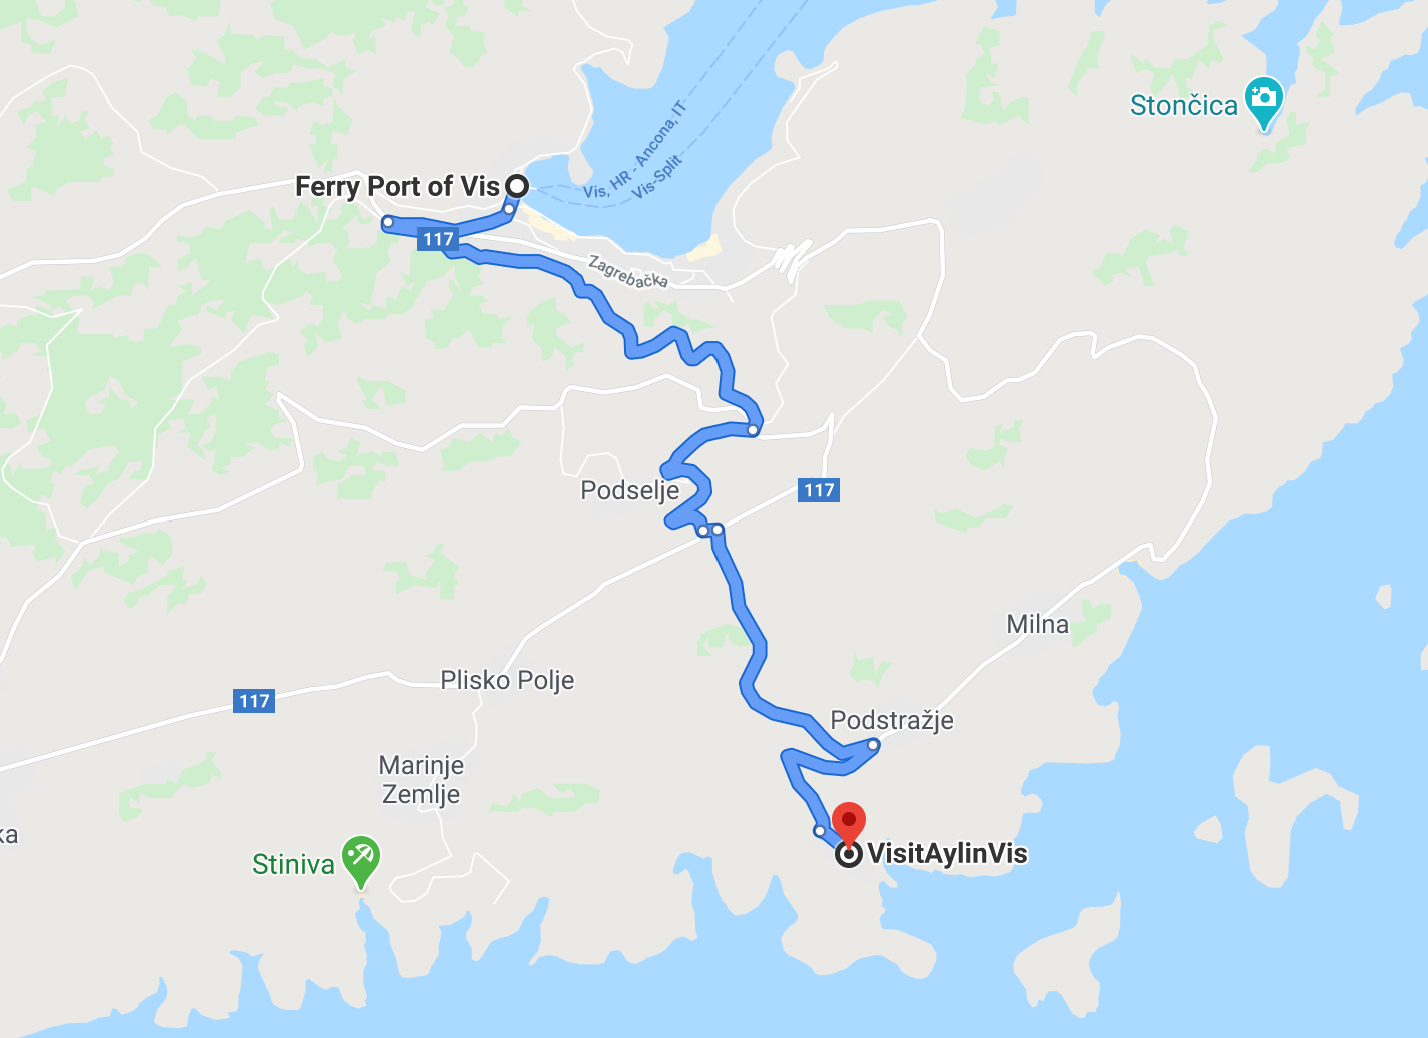 Stončica
Vis, HR - Ancona, IT
Vis-Split
Ferry Port of Vis
117
Zagrebačka
Podselje
117
Milna
Plisko Polje
117
Podstražje
Marinje
Zemlje
ka
Stiniva
VisitAylinVis